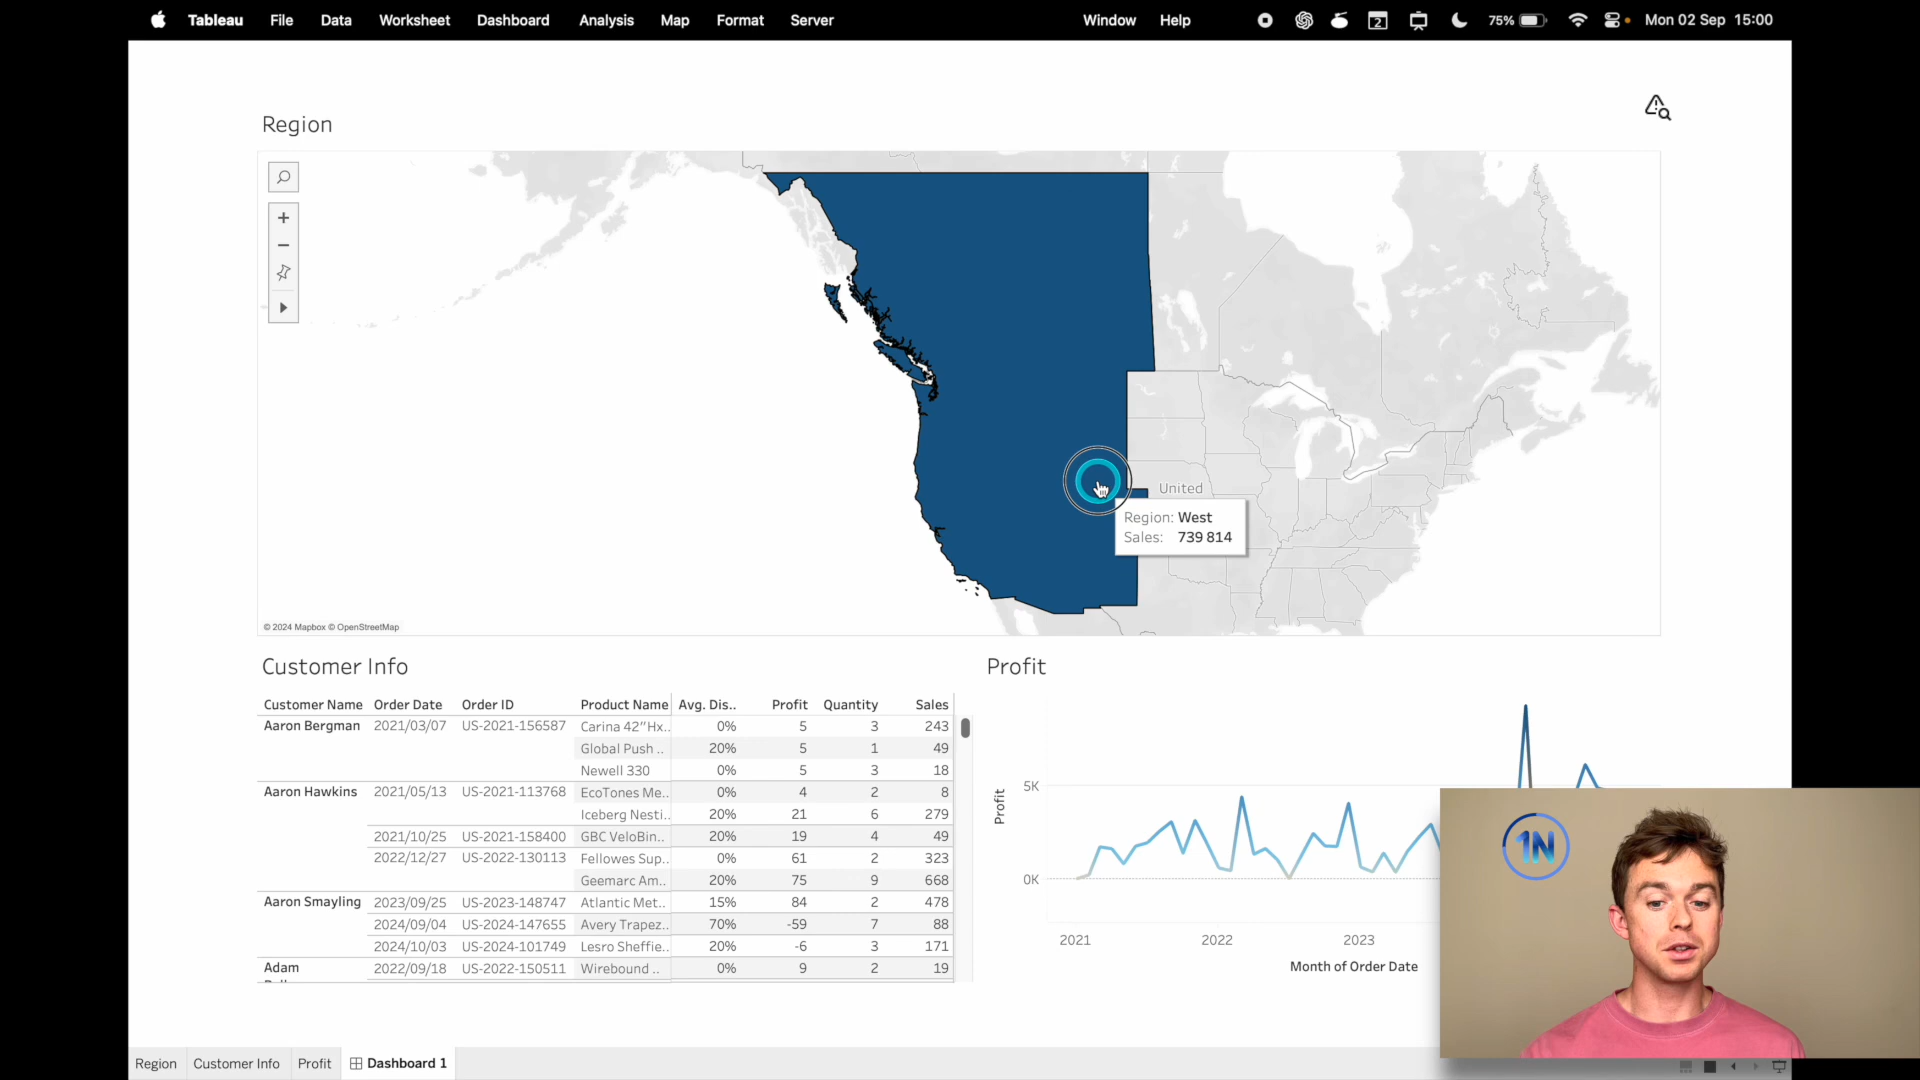 Tableau File Data Worksheet Dashboard Analysis Map Format Server Window Help 2 75% Mon 02 Sep 15:00
Region
United
Region: West
Sales: 739 814
© 2024 Mapbox © OpenStreetMap
Customer Info
Customer Name Order Date Order ID Product Name Avg. Dis.. Profit Quantity Sales
Aaron Bergman 2021/03/07 US-2021-156587 Carina 42"Hx.. 0% 5 3 243
Global Push .. 20% 5 1 49
Newell 330 0% 5 3 18
Aaron Hawkins 2021/05/13 US-2021-113768 EcoTones Me.. 0% 4 2 8
Iceberg Nesti.. 20% 21 6 279
2021/10/25 US-2021-158400 GBC VeloBin.. 20% 19 4 49
2022/12/27 US-2022-130113 Fellowes Sup.. 0% 61 2 323
Geemarc Am.. 20% 75 9 668
Aaron Smayling 2023/09/25 US-2023-148747 Atlantic Met.. 15% 84 2 478
2024/09/04 US-2024-147655 Avery Trapez.. 70% -59 7 88
2024/10/03 US-2024-101749 Lesro Sheffie.. 20% -6 3 171
Adam 2022/09/18 US-2022-150511 Wirebound .. 0% 9 2 19
Profit
Profit
5K
0K
2021 2022 2023
Month of Order Date
1N
Region Customer Info Profit Dashboard 1